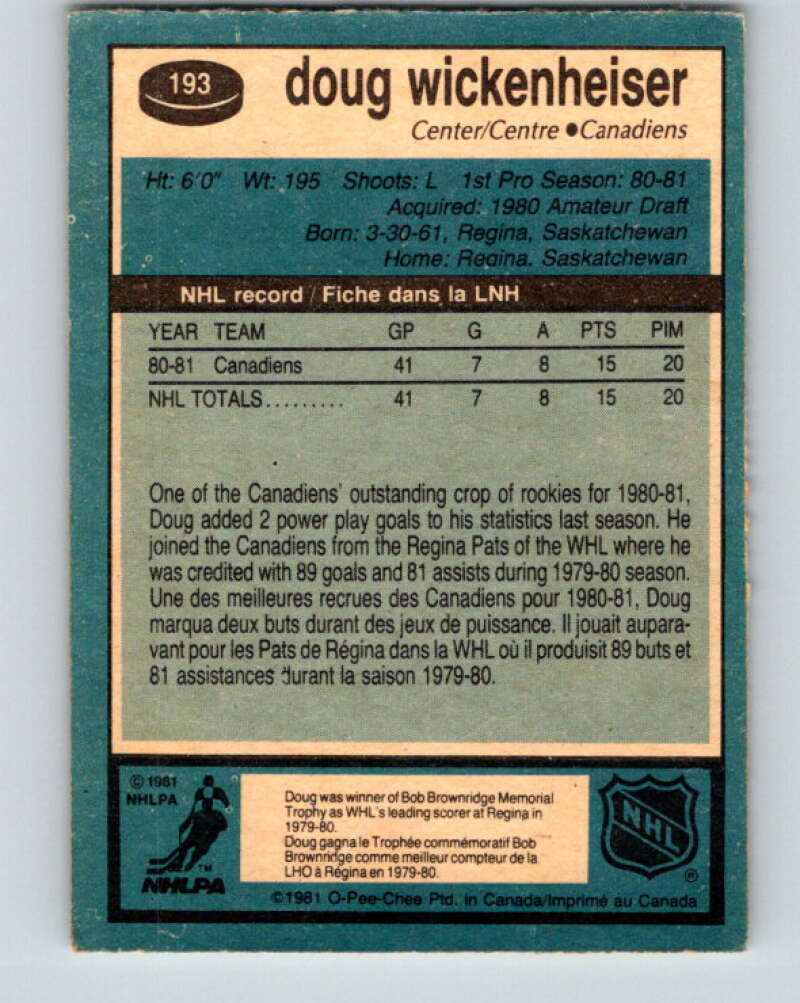 193
doug wickenheiser
Center/Centre ●Canadiens
Ht: 6'0" Wt: 195 Shoots: L 1st Pro Season: 80-81
Acquired: 1980 Amateur Draft
Born: 3-30-61, Regina, Saskatchewan
Home: Regina, Saskatchewan
NHL record / Fiche dans la LNH
YEAR TEAM GP G A PTS PIM
80-81 Canadiens 41 7 8 15 20
NHL TOTALS......... 41 7 8 15 20
One of the Canadiens' outstanding crop of rookies for 1980-81,
Doug added 2 power play goals to his statistics last season. He
joined the Canadiens from the Regina Pats of the WHL where he
was credited with 89 goals and 81 assists during 1979-80 season.
Une des meilleures recrues des Canadiens pour 1980-81, Doug
marqua deux buts durant des jeux de puissance. Il jouait aupara-
vant pour les Pats de Régina dans la WHL où il produisit 89 buts et
81 assistances durant la saison 1979-80.
© 1981
NHLPA
TM
NHLPA
Doug was winner of Bob Brownridge Memorial
Trophy as WHL's leading scorer at Regina in
1979-80.
Doug gagna le Trophée commémoratif Bob
Brownridge comme meilleur compteur de la
LHO à Régina en 1979-80.
NHL
®
©1981 O-Pee-Chee Ptd. in Canada/Imprimé au Canada